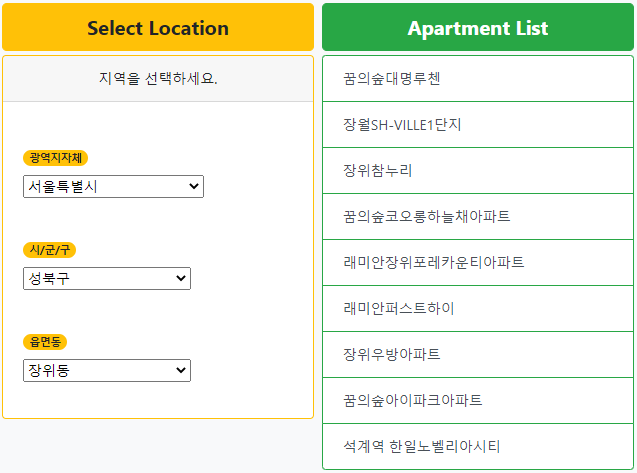 Select Location
지역을 선택하세요.
광역지자체
서울특별시
시/군/구
성북구
읍면동
장위동
Apartment List
꿈의숲대명루첸
장월SH-VILLE1단지
장위참누리
꿈의숲코오롱하늘채아파트
래미안장위포레카운티아파트
래미안퍼스트하이
장위우방아파트
꿈의숲아이파크아파트
석계역 한일노벨리아시티